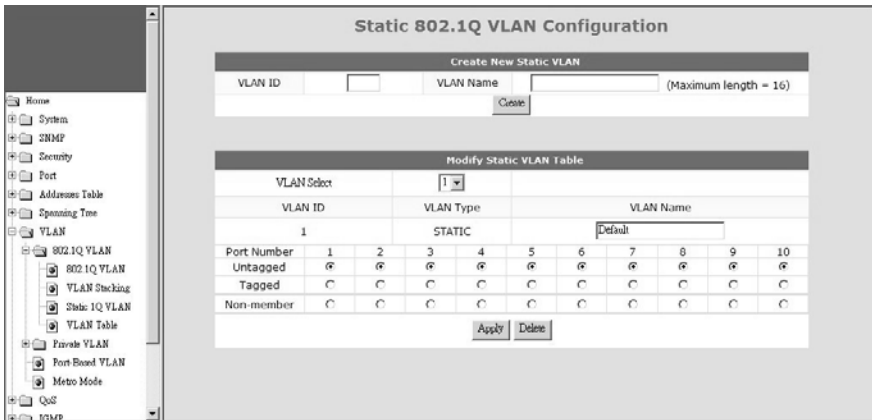 Static 802.1Q VLAN Configuration
Create New Static VLAN
VLAN ID VLAN Name (Maximum length = 16)
Create
Modify Static VLAN Table
VLAN Select 1
VLAN ID VLAN Type VLAN Name
1 STATIC Default
Port Number 1 2 3 4 5 6 7 8 9 10
Untagged
Tagged
Non-member
Apply Delete
Home
System
SNMP
Security
Port
Addresses Table
Spanning Tree
VLAN
802.1Q VLAN
802.1Q VLAN
VLAN Stacking
Static 1Q VLAN
VLAN Table
Private VLAN
Port-Based VLAN
Metro Mode
QoS
IGMP